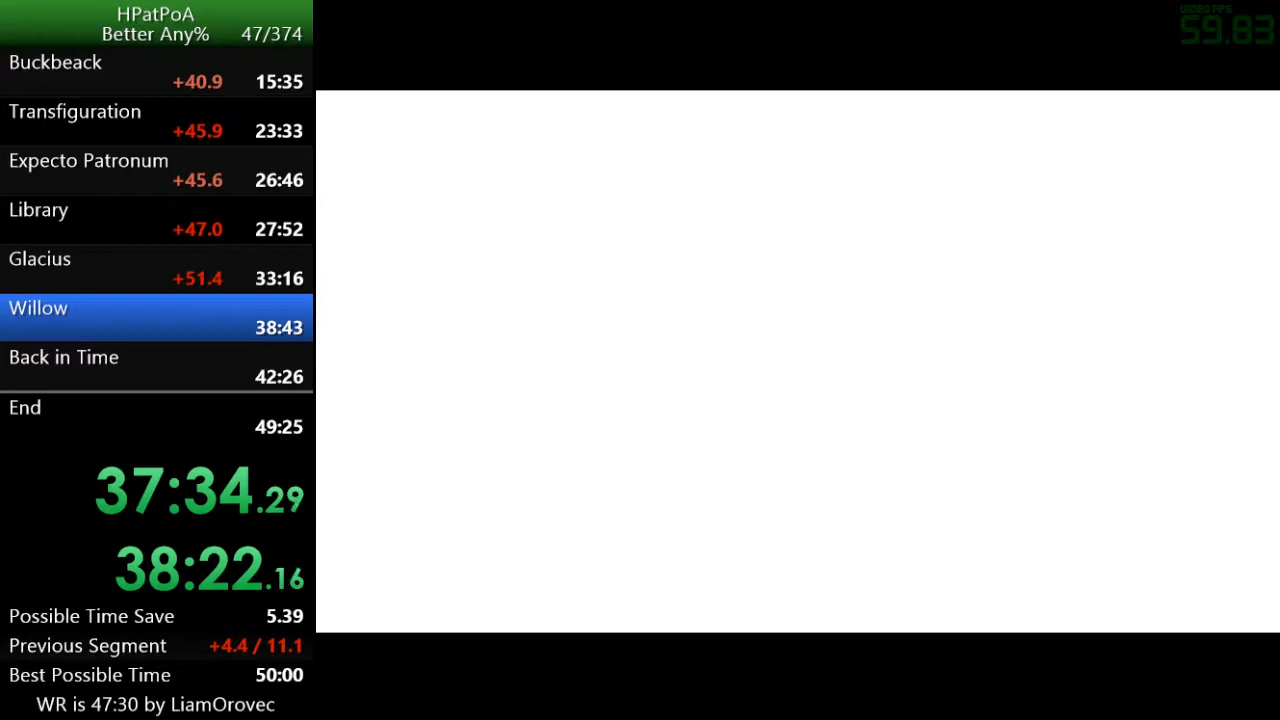 HPatPoA
Better Any% 47/374
Buckbeack
+40.9 15:35
Transfiguration
+45.9 23:33
Expecto Patronum
+45.6 26:46
Library
+47.0 27:52
Glacius
+51.4 33:16
Willow
38:43
Back in Time
42:26
End
49:25
37:34.29
38:22.16
Possible Time Save 5.39
Previous Segment +4.4 / 11.1
Best Possible Time 50:00
WR is 47:30 by LiamOrovec
VIDEO FPS
59.83